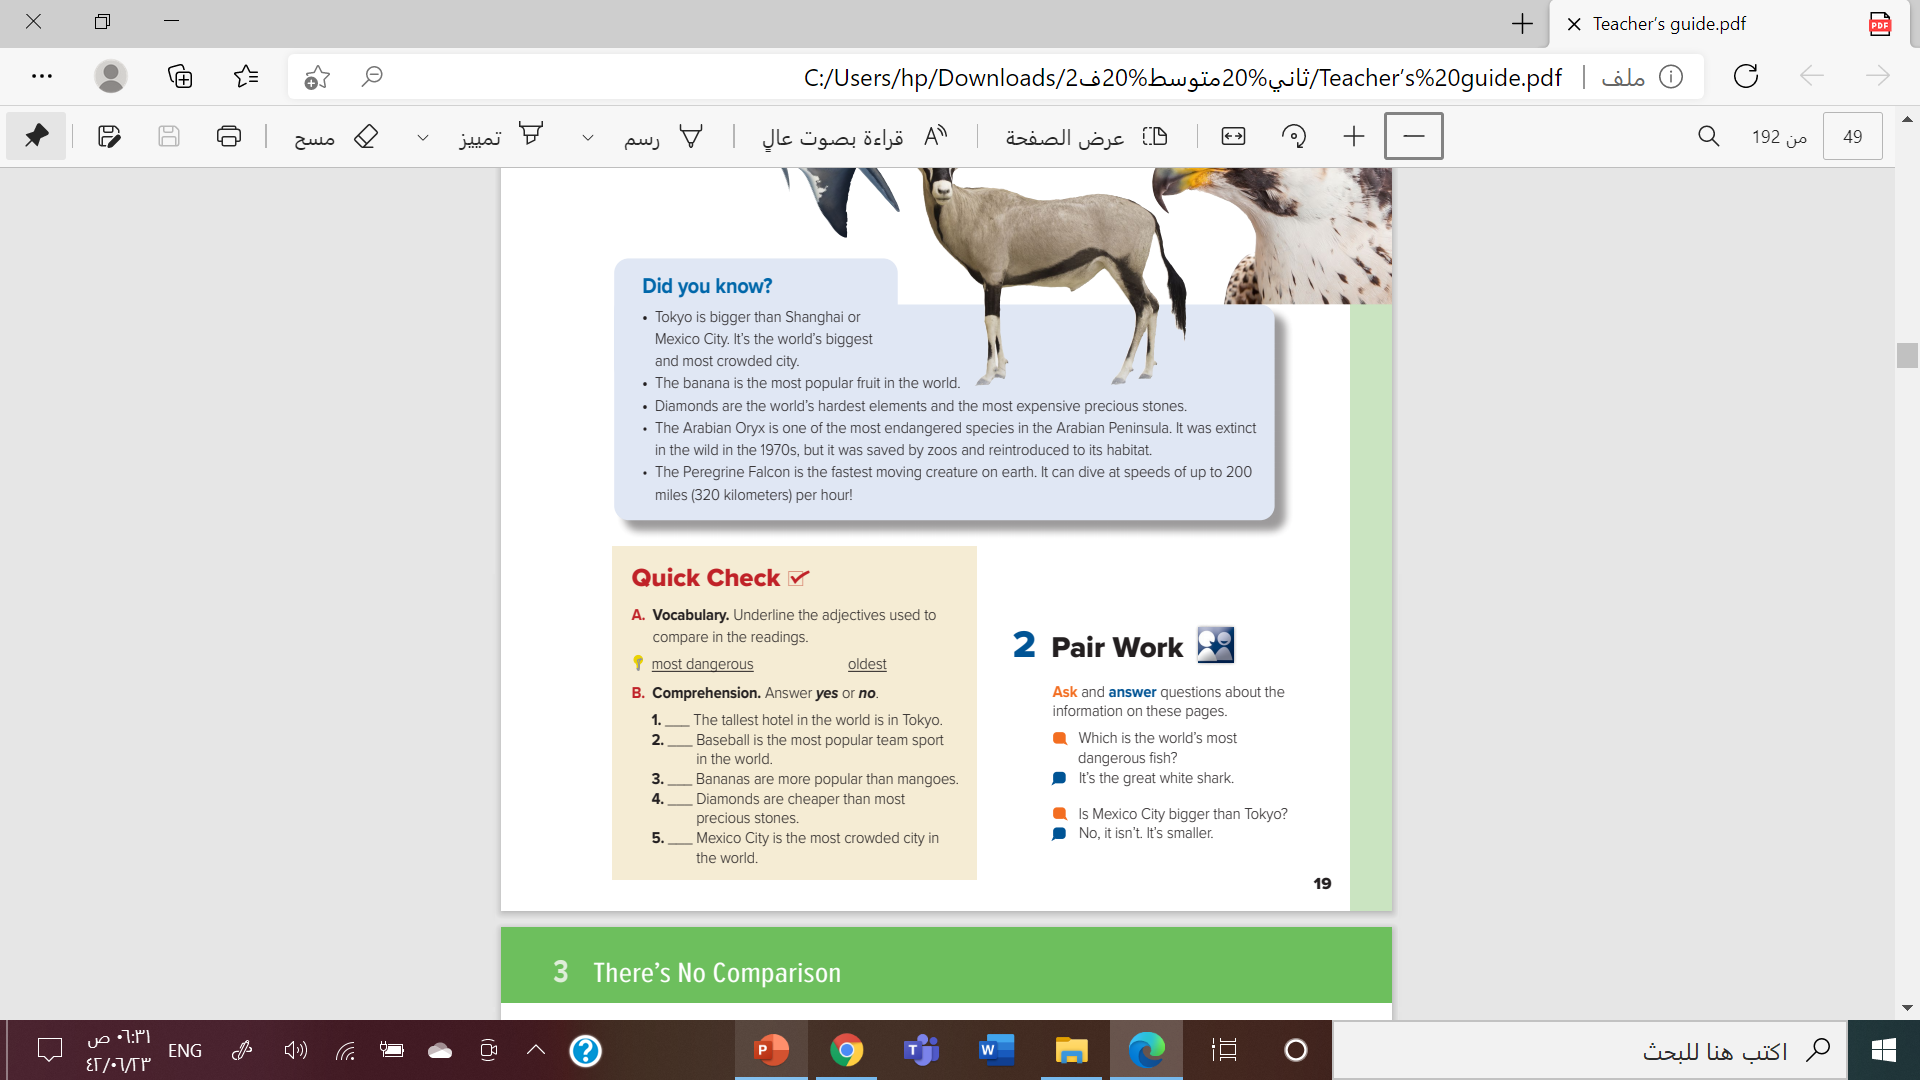 Teacher's guide.pdf
C:/Users/hp/Downloads/ثاني%20متوسط%20ف2/Teacher's%20guide.pdf
ملف
مسح
تمييز
رسم
قراءة بصوت عالٍ
عرض الصفحة
من 192
49
Did you know?
• Tokyo is bigger than Shanghai or
Mexico City. It's the world's biggest
and most crowded city.
• The banana is the most popular fruit in the world.
• Diamonds are the world's hardest elements and the most expensive precious stones.
• The Arabian Oryx is one of the most endangered species in the Arabian Peninsula. It was extinct
in the wild in the 1970s, but it was saved by zoos and reintroduced to its habitat.
• The Peregrine Falcon is the fastest moving creature on earth. It can dive at speeds of up to 200
miles (320 kilometers) per hour!
Quick Check
A. Vocabulary. Underline the adjectives used to
compare in the readings.
most dangerous oldest
B. Comprehension. Answer yes or no.
1. ___ The tallest hotel in the world is in Tokyo.
2. ___ Baseball is the most popular team sport
in the world.
3. ___ Bananas are more popular than mangoes.
4. ___ Diamonds are cheaper than most
precious stones.
5. ___ Mexico City is the most crowded city in
the world.
2 Pair Work
Ask and answer questions about the
information on these pages.
Which is the world's most
dangerous fish?
It's the great white shark.
Is Mexico City bigger than Tokyo?
No, it isn't. It's smaller.
19
3 There's No Comparison
٠٦:٣١ ص
٤٢/٠٦/٢٣
ENG
اكتب هنا للبحث